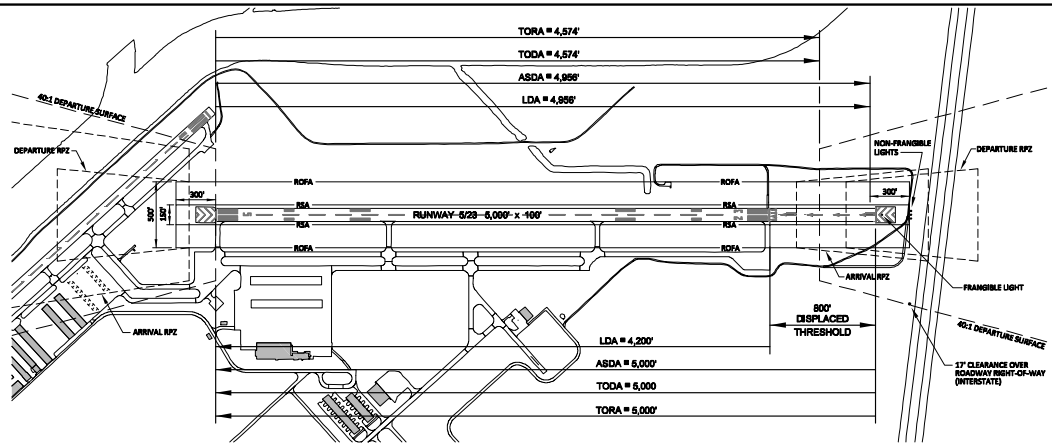 TORA = 4,574'
TODA = 4,574'
ASDA = 4,956'
LDA = 4,956'
40:1 DEPARTURE SURFACE
DEPARTURE RPZ
NON-FRANGIBLE
LIGHTS
DEPARTURE RPZ
300'
ROFA
ROFA
300'
500'
150'
RSA
RSA
RUNWAY 5/23 5,000' x 100'
RSA
RSA
ROFA
ROFA
ARRIVAL RPZ
FRANGIBLE LIGHT
ARRIVAL RPZ
800'
DISPLACED
THRESHOLD
40:1 DEPARTURE SURFACE
LDA = 4,200'
ASDA = 5,000'
17' CLEARANCE OVER
ROADWAY RIGHT-OF-WAY
(INTERSTATE)
TODA = 5,000
TORA = 5,000'